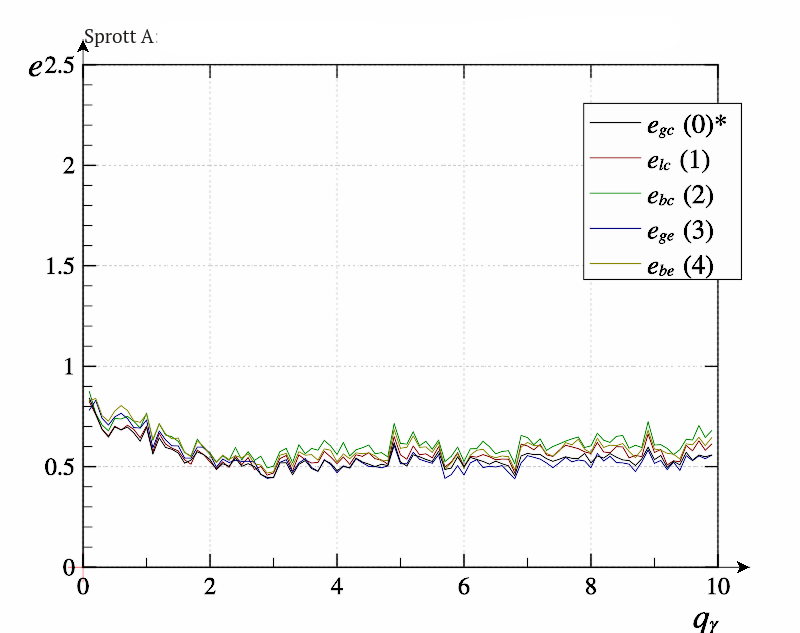 Sprott A:
e
2.5
2
1.5
1
0.5
0
0 2 4 6 8 10
qγ
egc (0)*
elc (1)
ebc (2)
ege (3)
ebe (4)